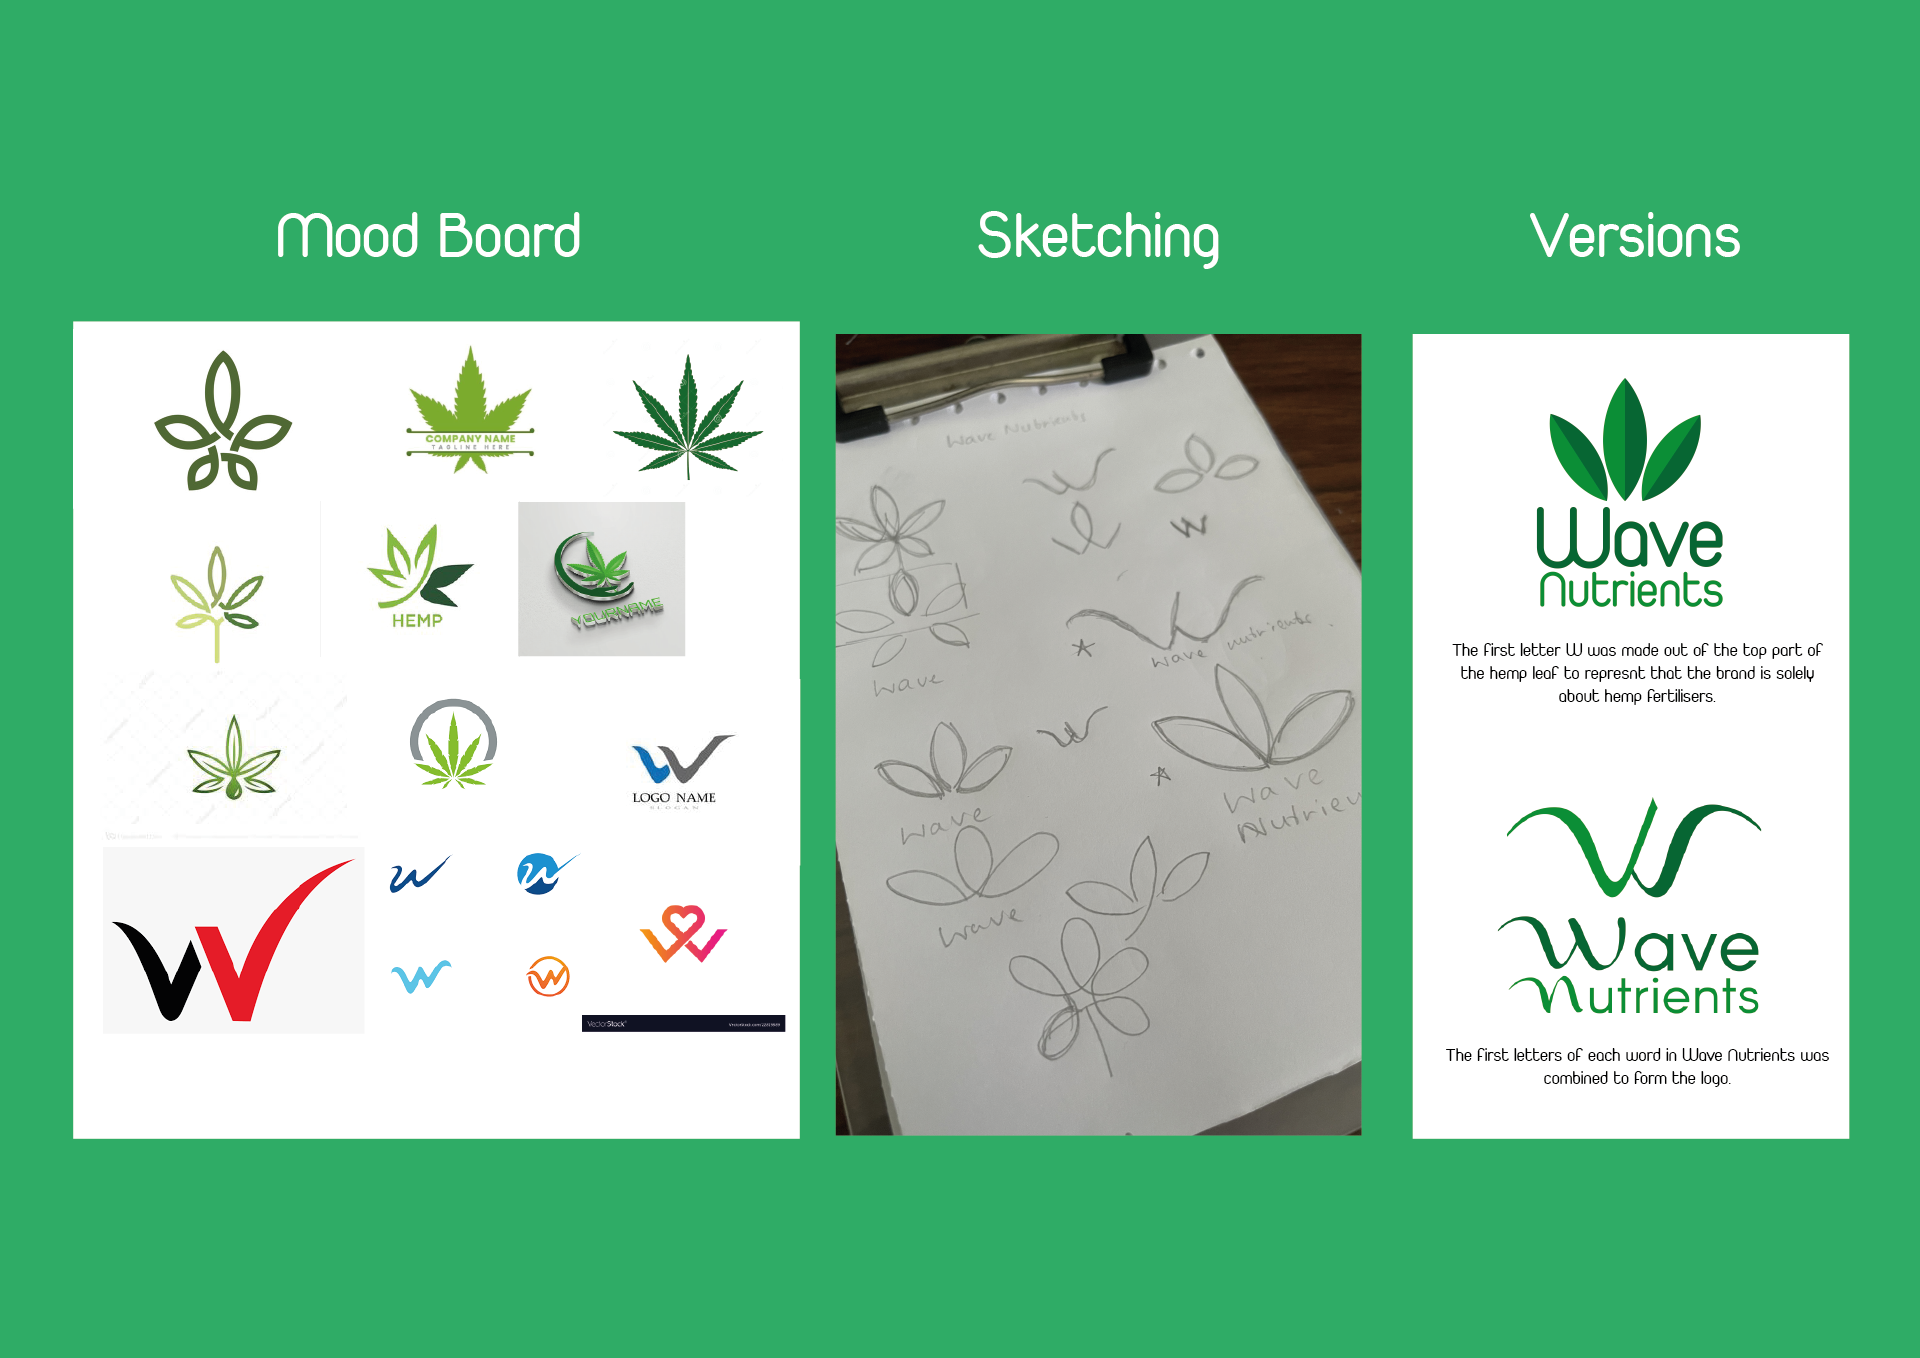 Mood Board
COMPANY NAME
TAGLINE HERE
HEMP
YOURNAME
LOGO NAME
SLOGAN
VectorStock
Sketching
Wave Nutrients
wave nutrients.
wave
wave
Wave
Nutrien
wave
Versions
Wave
Nutrients
The first letter W was made out of the top part of
the hemp leaf to represnt that the brand is solely
about hemp fertilisers.
W
Wave
Nutrients
The first letters of each word in Wave Nutrients was
combined to form the logo.